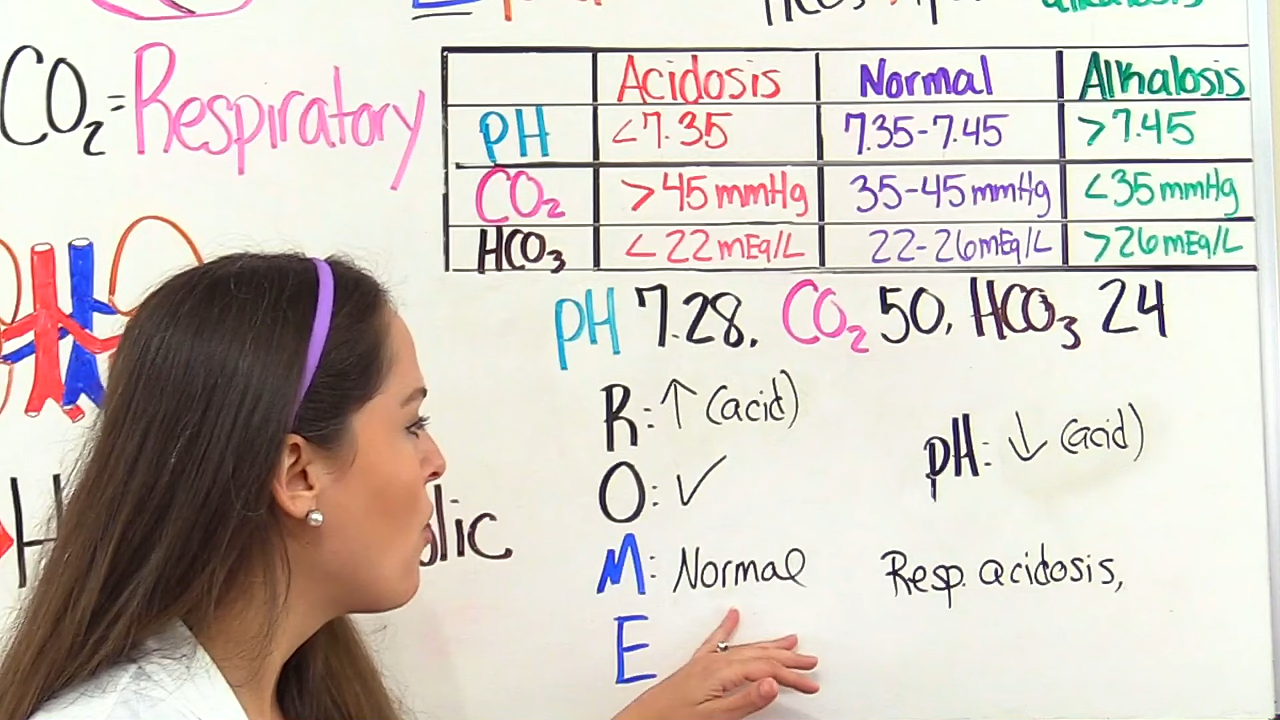 HCO3
alkalosis
CO2 = Respiratory
Acidosis Normal Alkalosis
PH <7.35 7.35-7.45 >7.45
CO2 >45 mmHg 35-45 mmHg <35 mmHg
HCO3 <22 mEq/L 22-26 mEq/L >26 mEq/L
pH 7.28, CO2 50, HCO3 24
R: ↑ (acid)
pH: ↓ (acid)
O: ✓
M: Normal
Resp. acidosis,
E